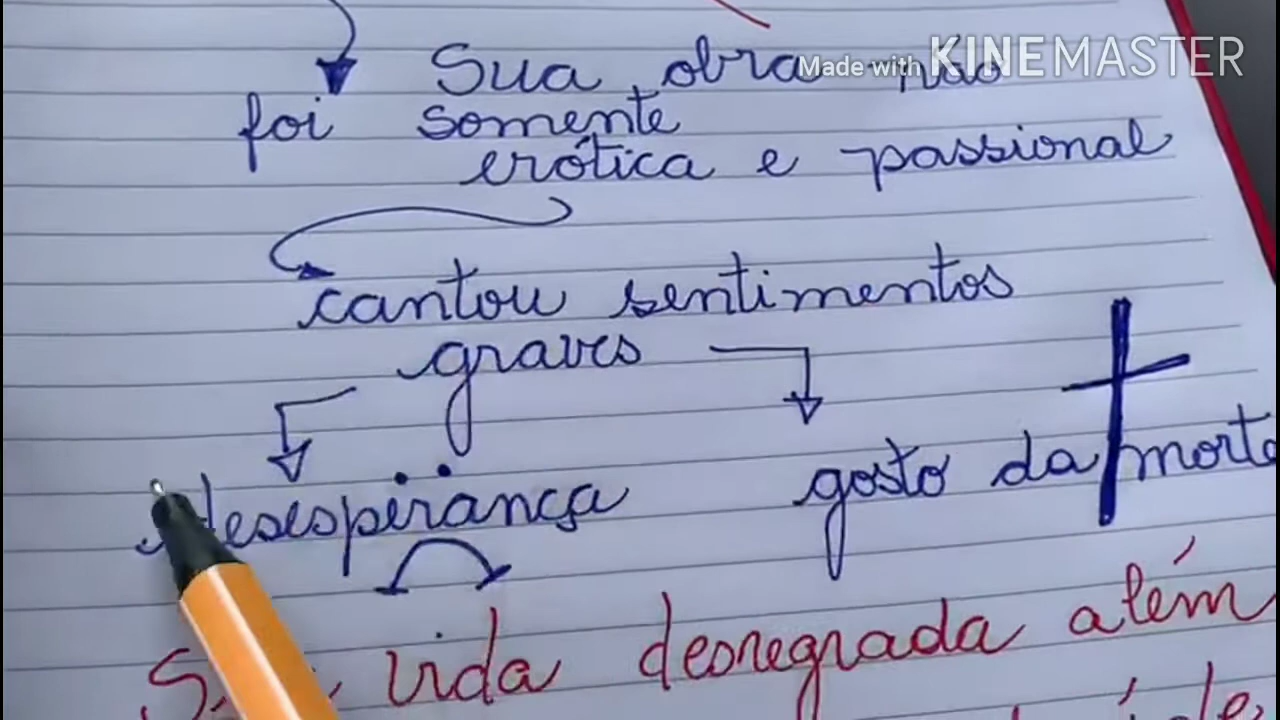 Sua obra não
Made with KINEMASTER
foi somente
erótica e passional
cantou sentimentos
graves
desesperança
gosto da morte
vida desregrada além